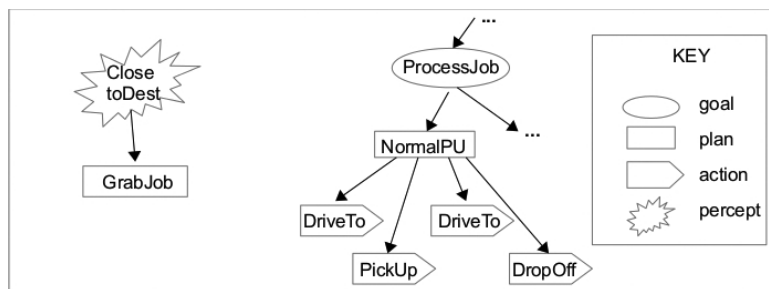 ...
Close
toDest
GrabJob
ProcessJob
...
NormalPU
DriveTo
DriveTo
PickUp
DropOff
KEY
goal
plan
action
percept